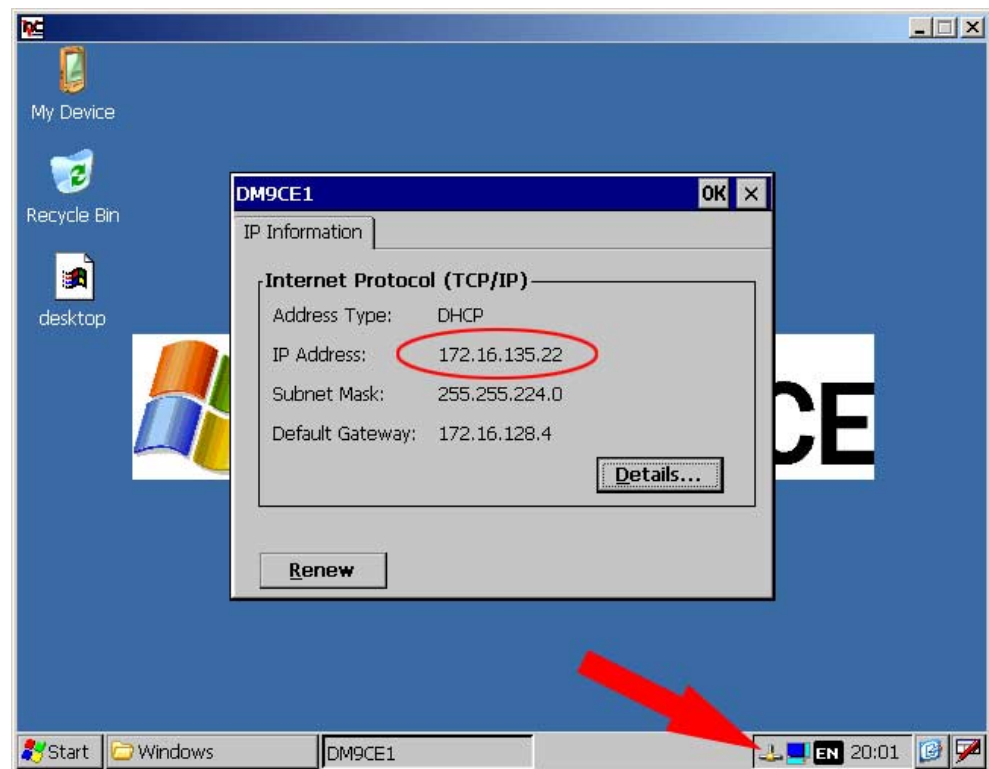 My Device
Recycle Bin
desktop
DM9CE1
OK
IP Information
Internet Protocol (TCP/IP)
Address Type: DHCP
IP Address: 172.16.135.22
Subnet Mask: 255.255.224.0
Default Gateway: 172.16.128.4
Details...
Renew
CE
Start
Windows
DM9CE1
EN
20:01